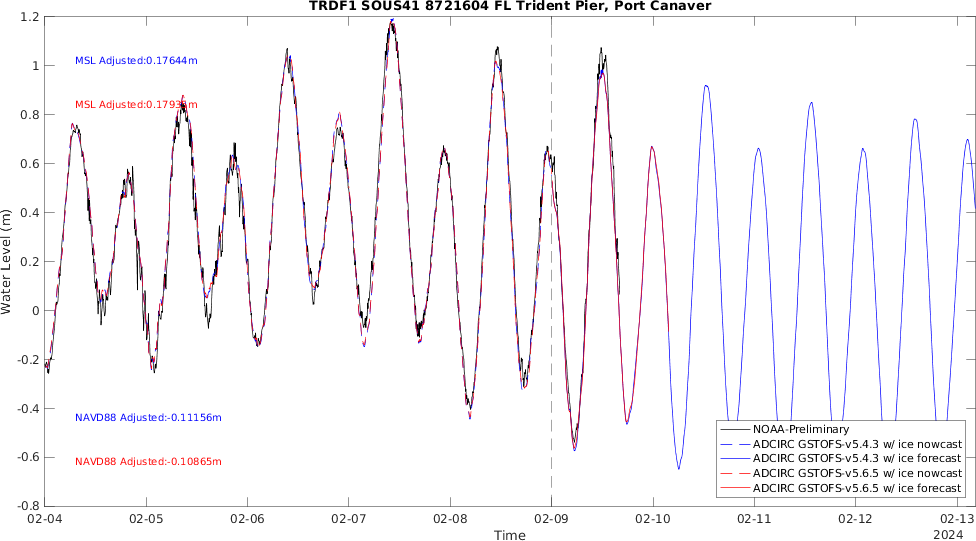 TRDF1 SOUS41 8721604 FL Trident Pier, Port Canaver
1.2
1
0.8
0.6
0.4
0.2
0
-0.2
-0.4
-0.6
-0.8
Water Level (m)
MSL Adjusted:0.17644m
MSL Adjusted:0.1793 m
NAVD88 Adjusted:-0.11156m
NAVD88 Adjusted:-0.10865m
NOAA-Preliminary
ADCIRC GSTOFS-v5.4.3 w/ ice nowcast
ADCIRC GSTOFS-v5.4.3 w/ ice forecast
ADCIRC GSTOFS-v5.6.5 w/ ice nowcast
ADCIRC GSTOFS-v5.6.5 w/ ice forecast
02-04 02-05 02-06 02-07 02-08 02-09 02-10 02-11 02-12 02-13
Time
2024